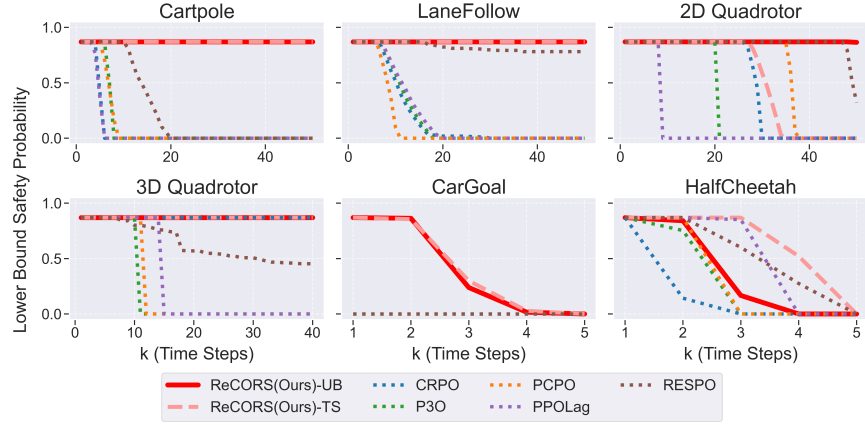 Cartpole LaneFollow 2D Quadrotor
1.0
0.5
0.0
0 20 40 0 20 40 0 20 40
Lower Bound Safety Probability
3D Quadrotor CarGoal HalfCheetah
1.0
0.5
0.0
0 10 20 30 40 1 2 3 4 5 1 2 3 4 5
k (Time Steps) k (Time Steps) k (Time Steps)
ReCORS(Ours)-UB CRPO PCPO RESPO
ReCORS(Ours)-TS P3O PPOLag